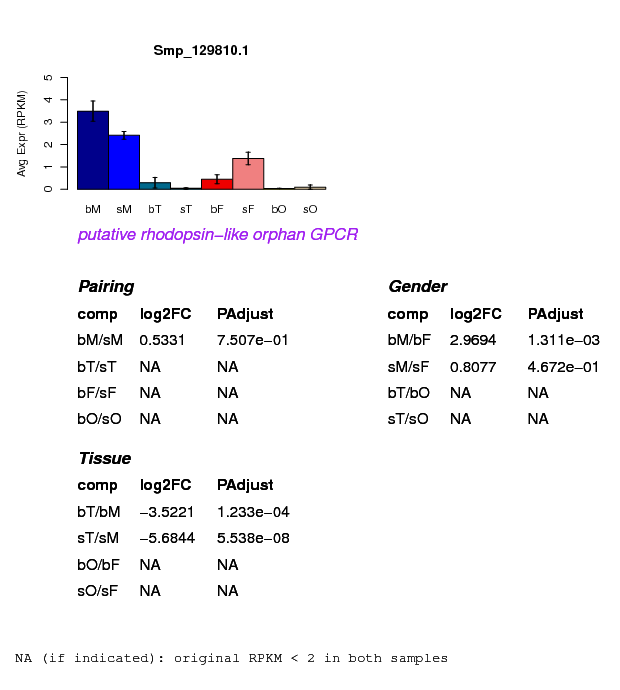 Smp_129810.1
Avg Expr (RPKM)
5
4
3
2
1
0
bM sM bT sT bF sF bO sO
putative rhodopsin−like orphan GPCR
Pairing
comp log2FC PAdjust
bM/sM 0.5331 7.507e−01
bT/sT NA NA
bF/sF NA NA
bO/sO NA NA
Gender
comp log2FC PAdjust
bM/bF 2.9694 1.311e−03
sM/sF 0.8077 4.672e−01
bT/bO NA NA
sT/sO NA NA
Tissue
comp log2FC PAdjust
bT/bM −3.5221 1.233e−04
sT/sM −5.6844 5.538e−08
bO/bF NA NA
sO/sF NA NA
NA (if indicated): original RPKM < 2 in both samples